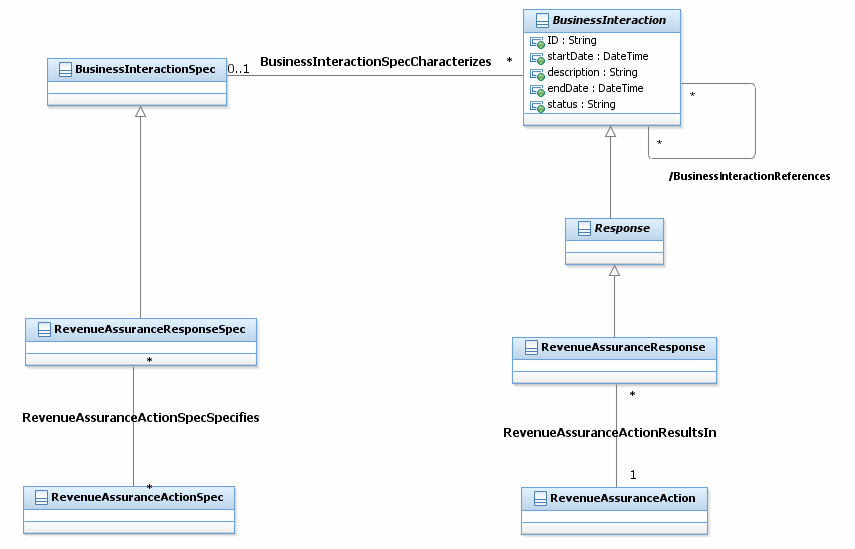 BusinessInteraction
ID : String
startDate : DateTime
description : String
endDate : DateTime
status : String
BusinessInteractionSpec
0..1
BusinessInteractionSpecCharacterizes
*
*
*
/BusinessInteractionReferences
Response
RevenueAssuranceResponseSpec
*
RevenueAssuranceActionSpecSpecifies
*
RevenueAssuranceActionSpec
RevenueAssuranceResponse
*
RevenueAssuranceActionResultsIn
1
RevenueAssuranceAction